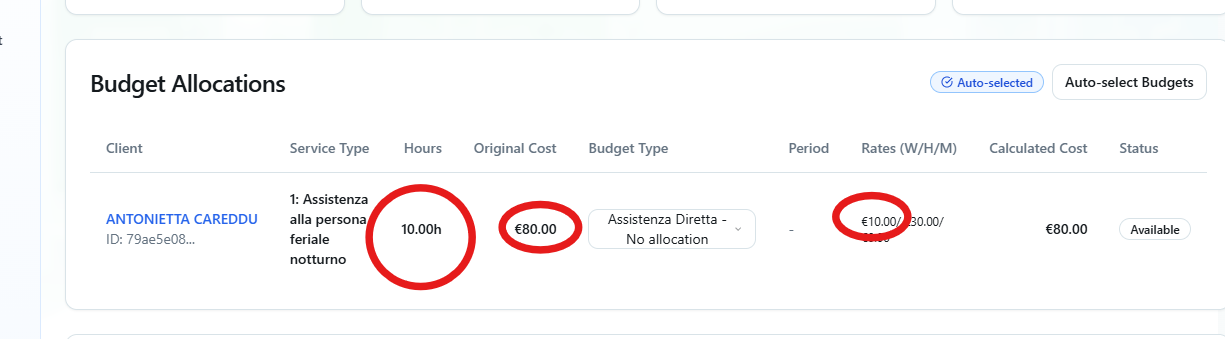 t
Budget Allocations
Auto-selected
Auto-select Budgets
Client
Service Type
Hours
Original Cost
Budget Type
Period
Rates (W/H/M)
Calculated Cost
Status
ANTONIETTA CAREDDU
ID: 79ae5e08...
1: Assistenza
alla persona
feriale
notturno
10.00h
€80.00
Assistenza Diretta -
No allocation
-
€10.00/ 30.00/
€80.00
Available